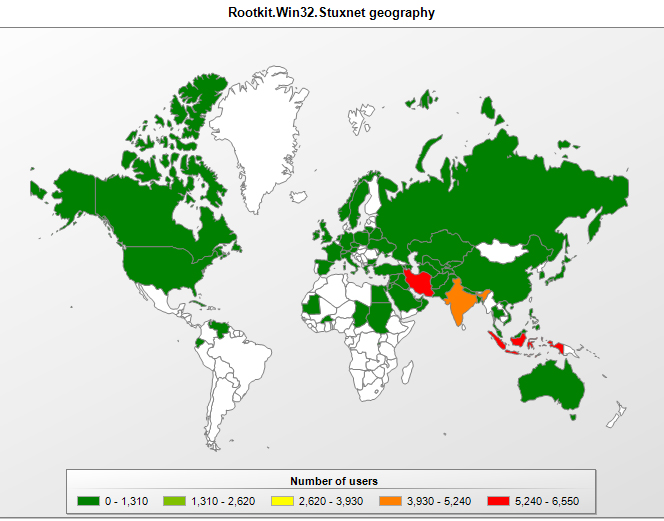 Rootkit.Win32.Stuxnet geography
Number of users
0 - 1,310
1,310 - 2,620
2,620 - 3,930
3,930 - 5,240
5,240 - 6,550